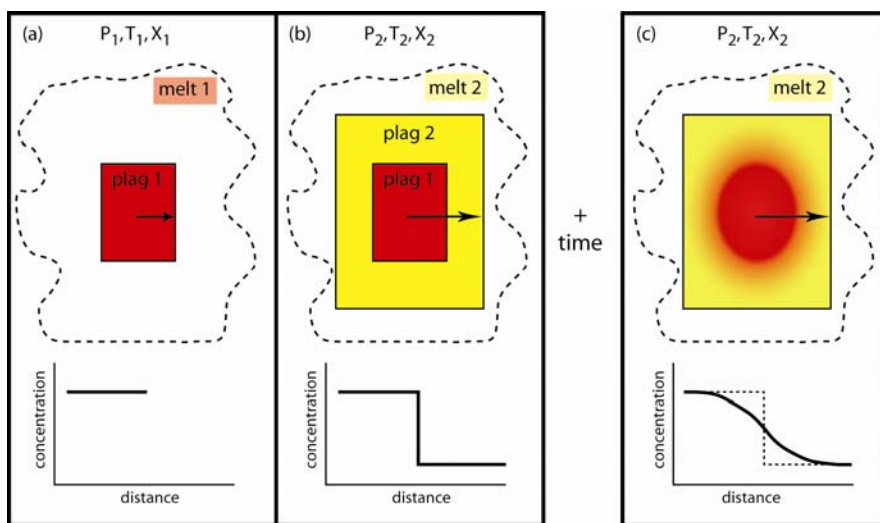 (a) P₁,T₁,X₁
melt 1
plag 1
concentration
distance
(b) P₂,T₂,X₂
melt 2
plag 2
plag 1
concentration
distance
+
time
(c) P₂,T₂,X₂
melt 2
concentration
distance